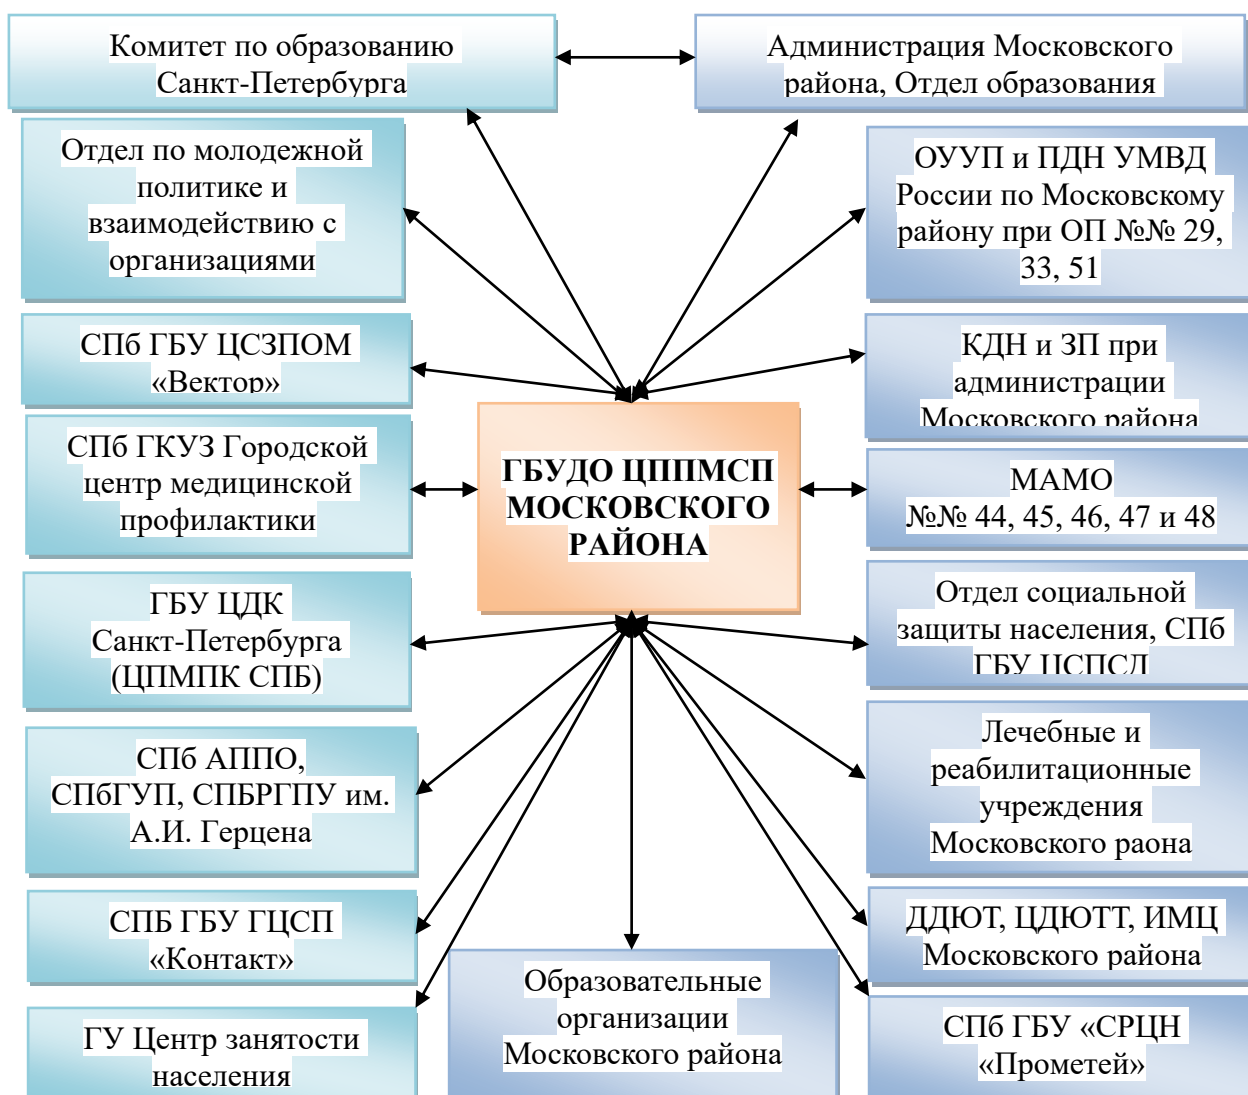 Комитет по образованию
Санкт-Петербурга
Администрация Московского
района, Отдел образования
Отдел по молодежной
политике и
взаимодействию с
организациями
ОУУП и ПДН УМВД
России по Московскому
району при ОП №№ 29,
33, 51
СПб ГБУ ЦСЗПОМ
«Вектор»
КДН и ЗП при
администрации
Московского района
СПб ГКУЗ Городской
центр медицинской
профилактики
ГБУДО ЦППМСП
МОСКОВСКОГО
РАЙОНА
МАМО
№№ 44, 45, 46, 47 и 48
ГБУ ЦДК
Санкт-Петербурга
(ЦПМПК СПБ)
Отдел социальной
защиты населения, СПб
ГБУ ЦСПСД
СПб АППО,
СПбГУП, СПБРГПУ им.
А.И. Герцена
Лечебные и
реабилитационные
учреждения
Московского раона
СПБ ГБУ ГЦСП
«Контакт»
ДДЮТ, ЦДЮТТ, ИМЦ
Московского района
ГУ Центр занятости
населения
Образовательные
организации
Московского района
СПб ГБУ «СРЦН
«Прометей»